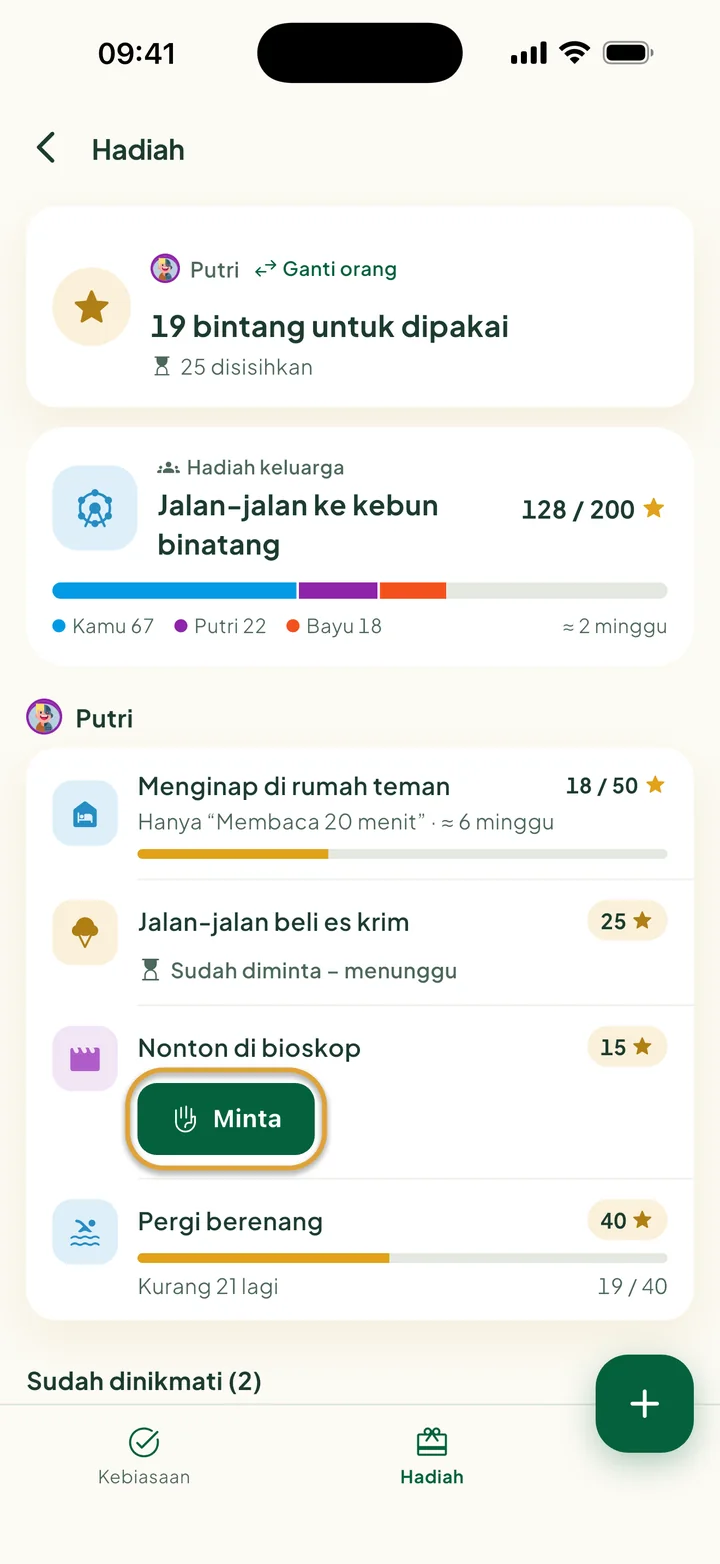 09:41
Hadiah
Putri Ganti orang
19 bintang untuk dipakai
25 disisihkan
Hadiah keluarga
Jalan-jalan ke kebun binatang
128 / 200
Kamu 67 Putri 22 Bayu 18 ≈ 2 minggu
Putri
Menginap di rumah teman 18 / 50
Hanya “Membaca 20 menit” · ≈ 6 minggu
Jalan-jalan beli es krim 25
Sudah diminta – menunggu
Nonton di bioskop 15
Minta
Pergi berenang 40
Kurang 21 lagi 19 / 40
Sudah dinikmati (2)
Kebiasaan Hadiah